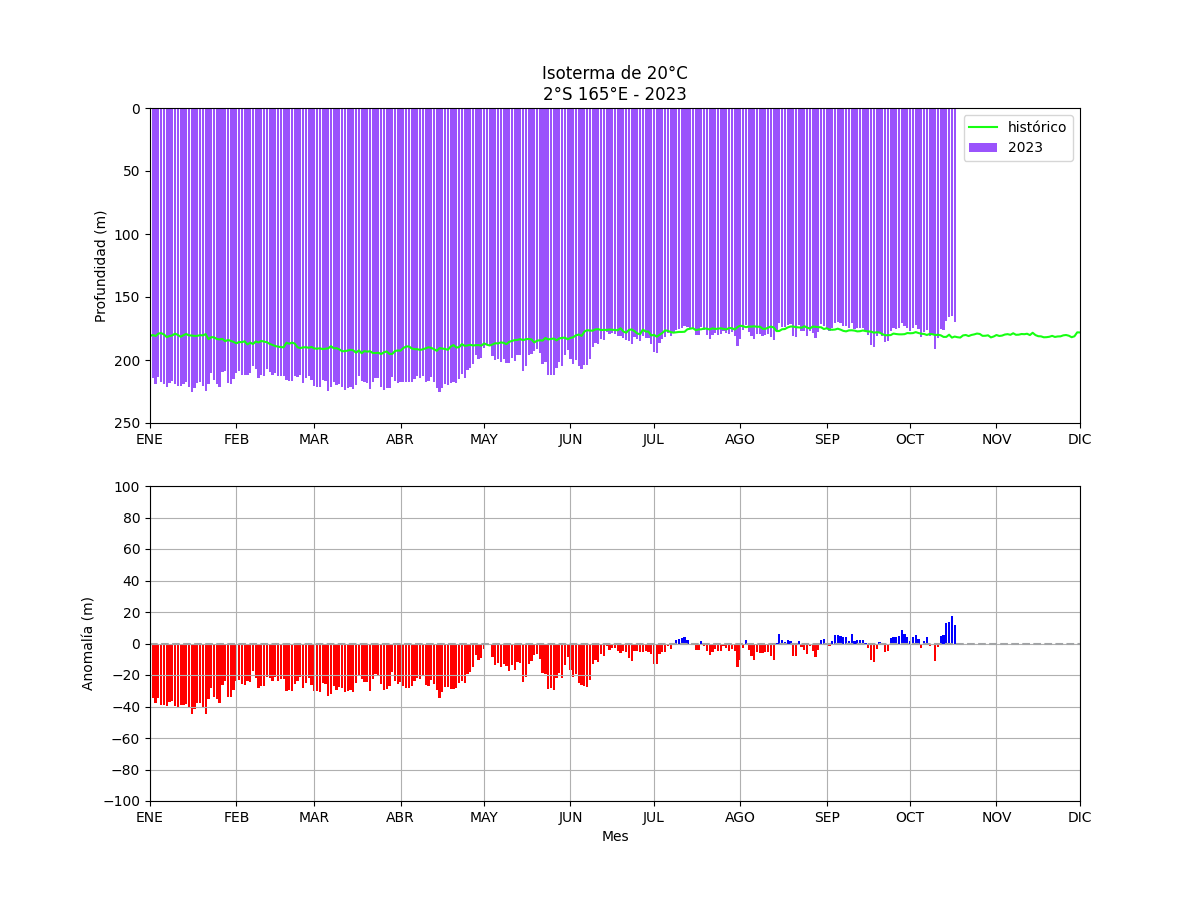 Isoterma de 20°C
2°S 165°E - 2023
0
50
100
150
200
250
Profundidad (m)
histórico
2023
ENE FEB MAR ABR MAY JUN JUL AGO SEP OCT NOV DIC
100
80
60
40
20
0
−20
−40
−60
−80
−100
Anomalía (m)
ENE FEB MAR ABR MAY JUN JUL AGO SEP OCT NOV DIC
Mes